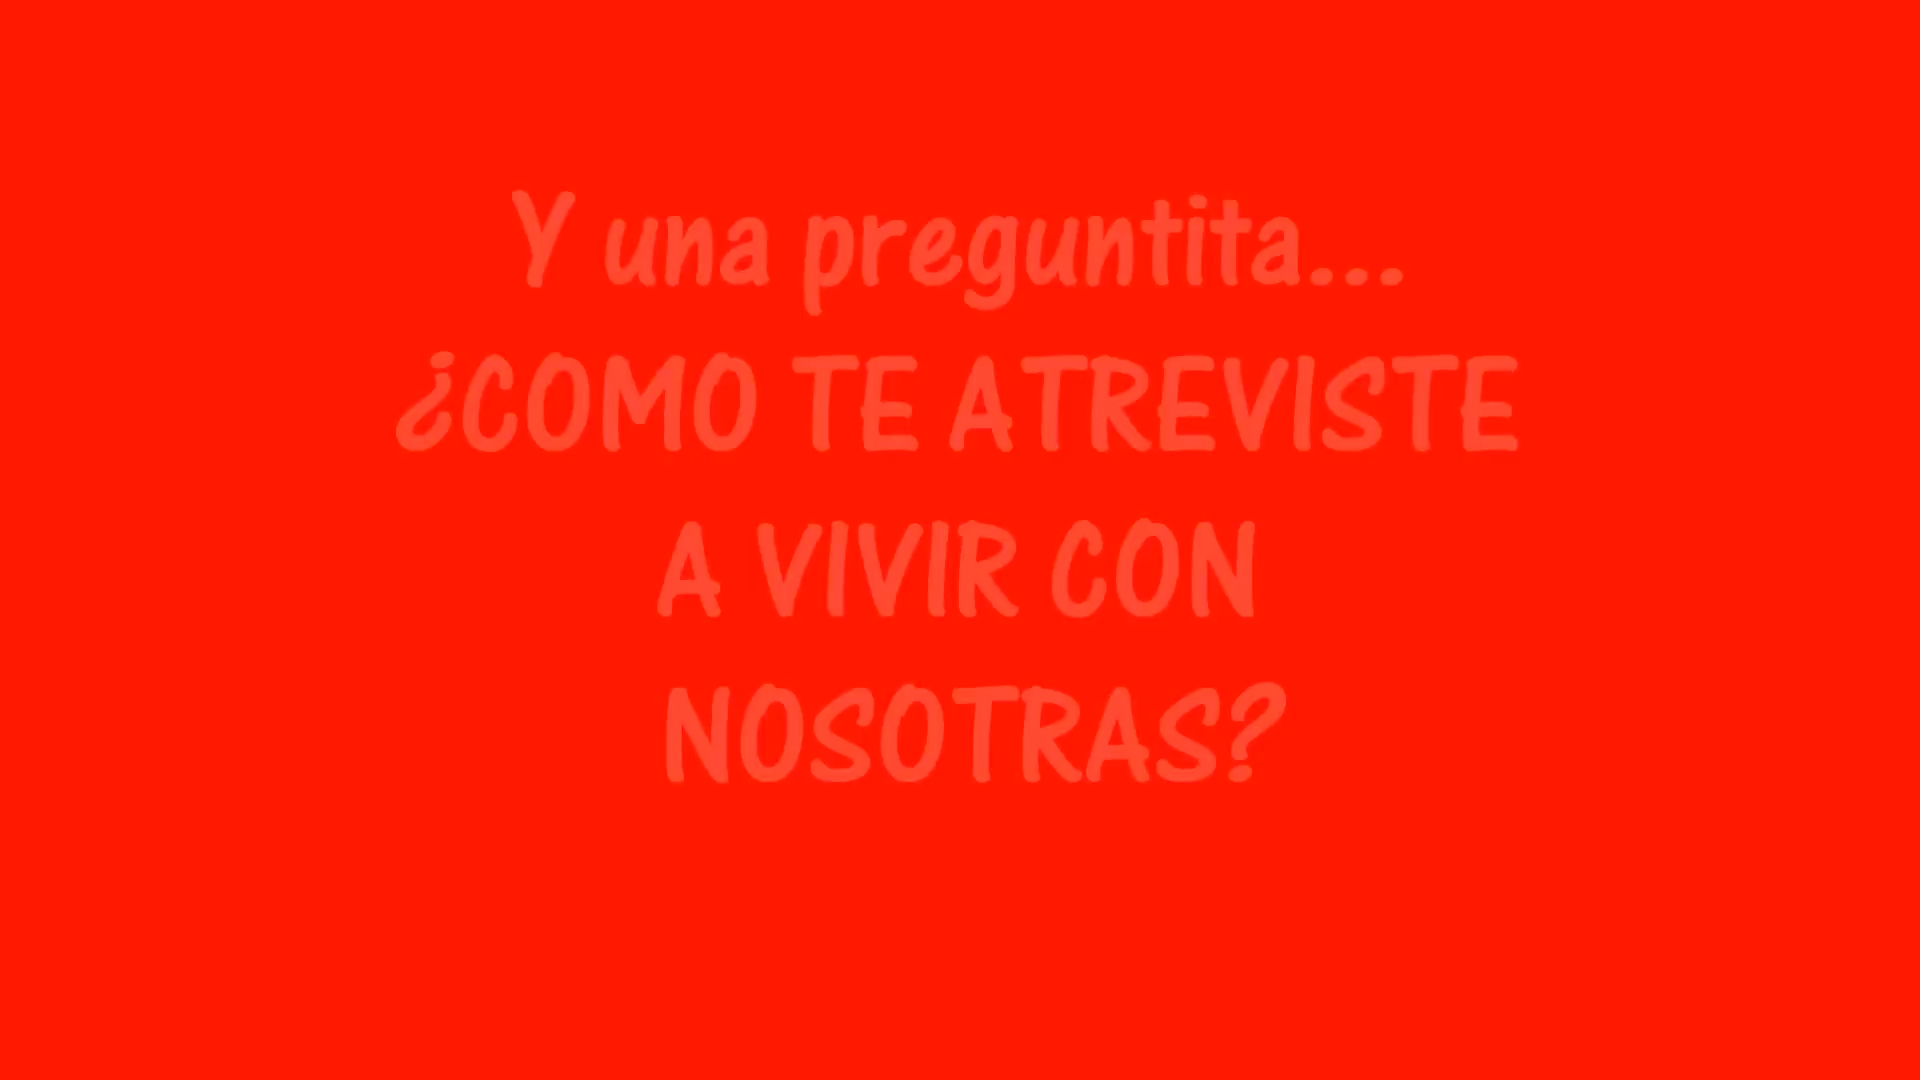 Y una preguntita...
¿COMO TE ATREVISTE
A VIVIR CON
NOSOTRAS?